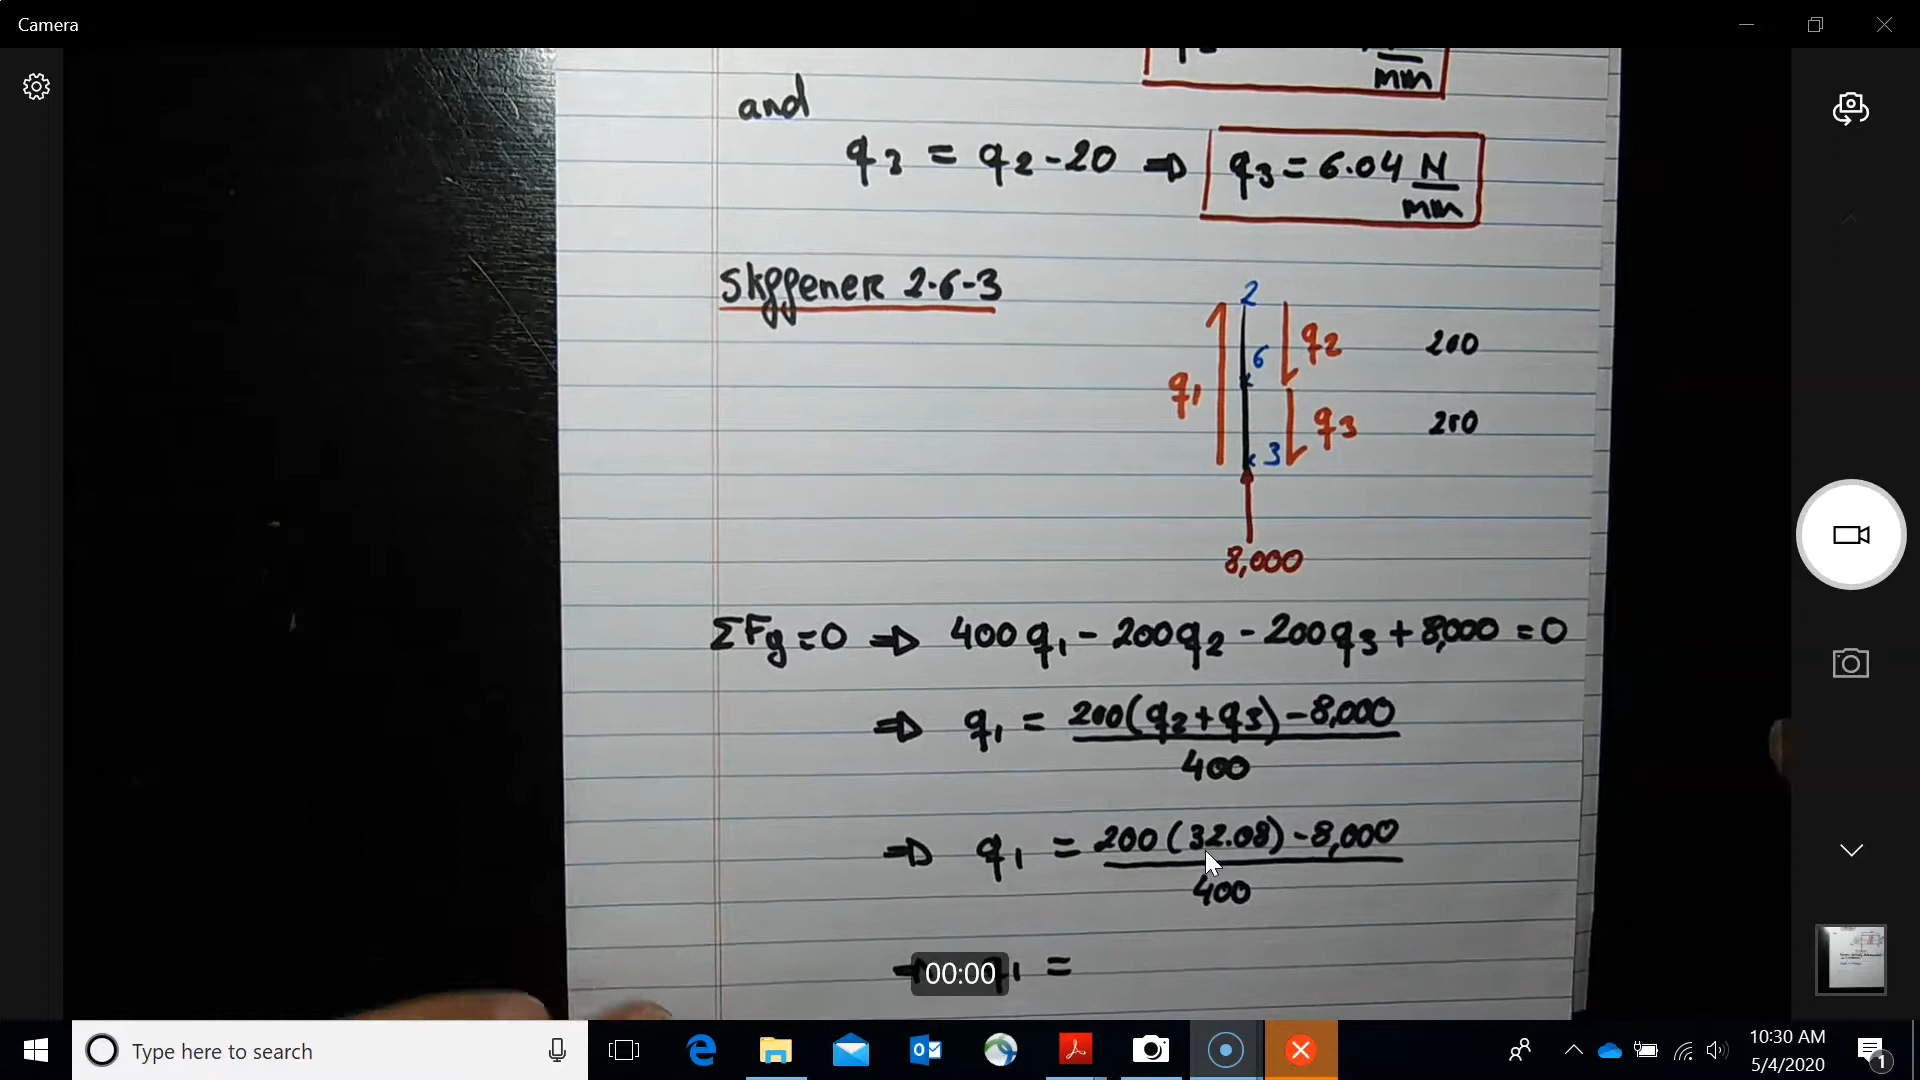 Camera
mm
and
q3 = q2-20 ⇒ q3 = 6.04 N/mm
Skffener 2-6-3
2
q2 200
6
q1
q3 200
3
8,000
ΣFy=0 ⇒ 400q1 - 200q2 - 200q3 + 8,000 = 0
⇒ q1 = 200(q2+q3)-8,000 / 400
⇒ q1 = 200(32.08)-8,000 / 400
q1 =
00:00
Type here to search
10:30 AM
5/4/2020
1